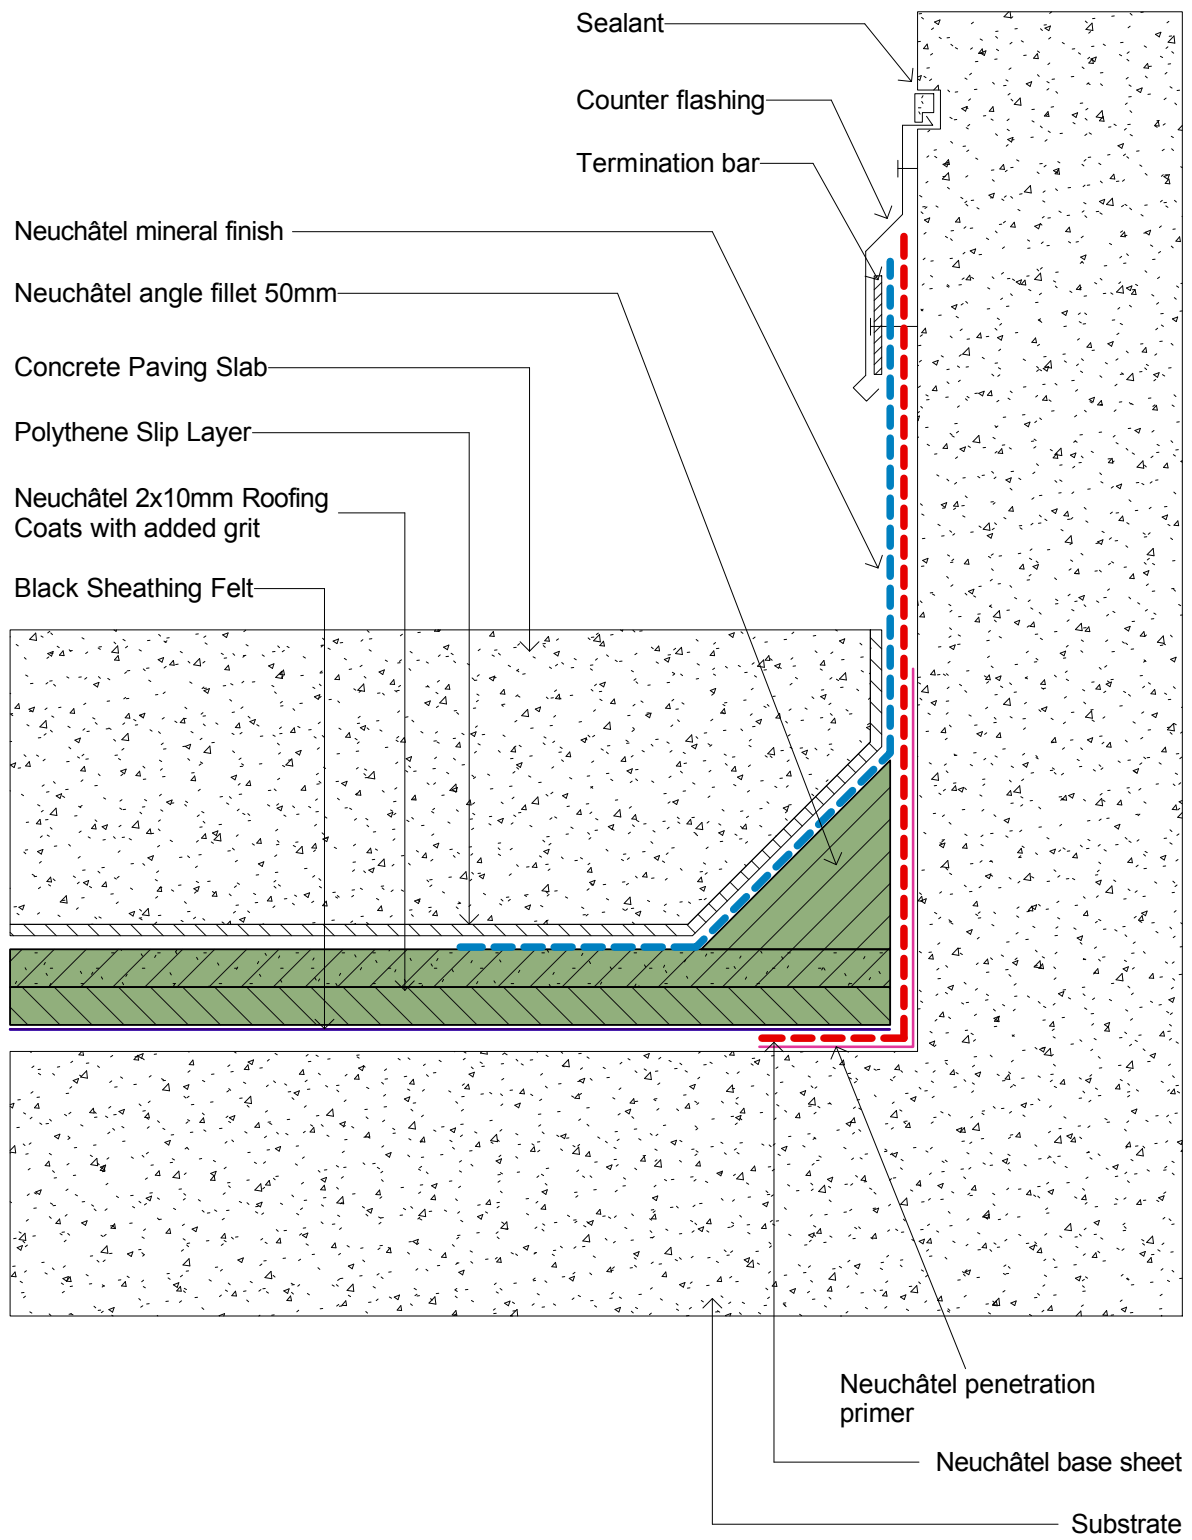 Sealant
Counter flashing
Termination bar
Neuchâtel mineral finish
Neuchâtel angle fillet 50mm
Concrete Paving Slab
Polythene Slip Layer
Neuchâtel 2x10mm Roofing
Coats with added grit
Black Sheathing Felt
Neuchâtel penetration
primer
Neuchâtel base sheet
Substrate